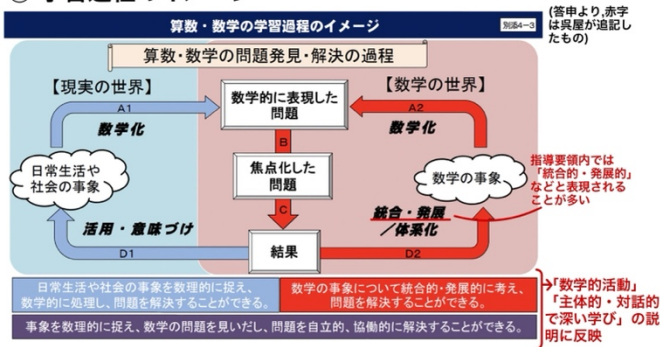 算数・数学の学習過程のイメージ
別添4−3
(答申より,赤字
は呉屋が追記し
たもの)
算数・数学の問題発見・解決の過程
【現実の世界】
【数学の世界】
A1
数学化
数学的に表現した
問題
A2
数学化
B
日常生活や
社会の事象
焦点化した
問題
数学の事象
指導要領内では
「統合的・発展的」
などと表現される
ことが多い
C
活用・意味づけ
統合・発展
/体系化
D1
結果
D2
日常生活や社会の事象を数理的に捉え、
数学的に処理し、問題を解決することができる。
数学の事象について統合的・発展的に考え、
問題を解決することができる。
事象を数理的に捉え、数学の問題を見いだし、問題を自立的、協働的に解決することができる。
→「数学的活動」
「主体的・対話的
で深い学び」の説
明に反映